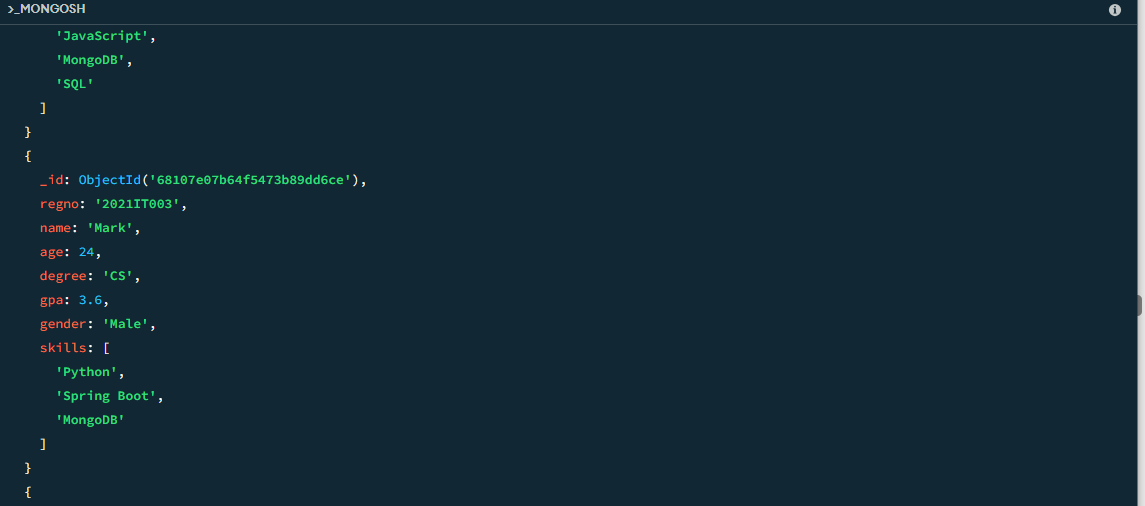 >_MONGOSH
'JavaScript',
'MongoDB',
'SQL'
]
}
{
_id: ObjectId('68107e07b64f5473b89dd6ce'),
regno: '2021IT003',
name: 'Mark',
age: 24,
degree: 'CS',
gpa: 3.6,
gender: 'Male',
skills: [
'Python',
'Spring Boot',
'MongoDB'
]
}
{